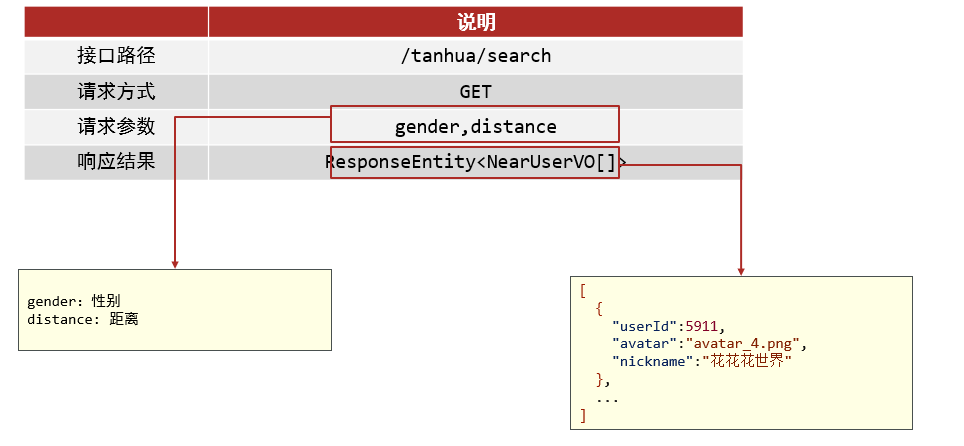 说明
接口路径 /tanhua/search
请求方式 GET
请求参数 gender,distance
响应结果 ResponseEntity<NearUserVO[]>
gender: 性别
distance: 距离
[
{
"userId":5911,
"avatar":"avatar_4.png",
"nickname":"花花花世界"
},
...
]